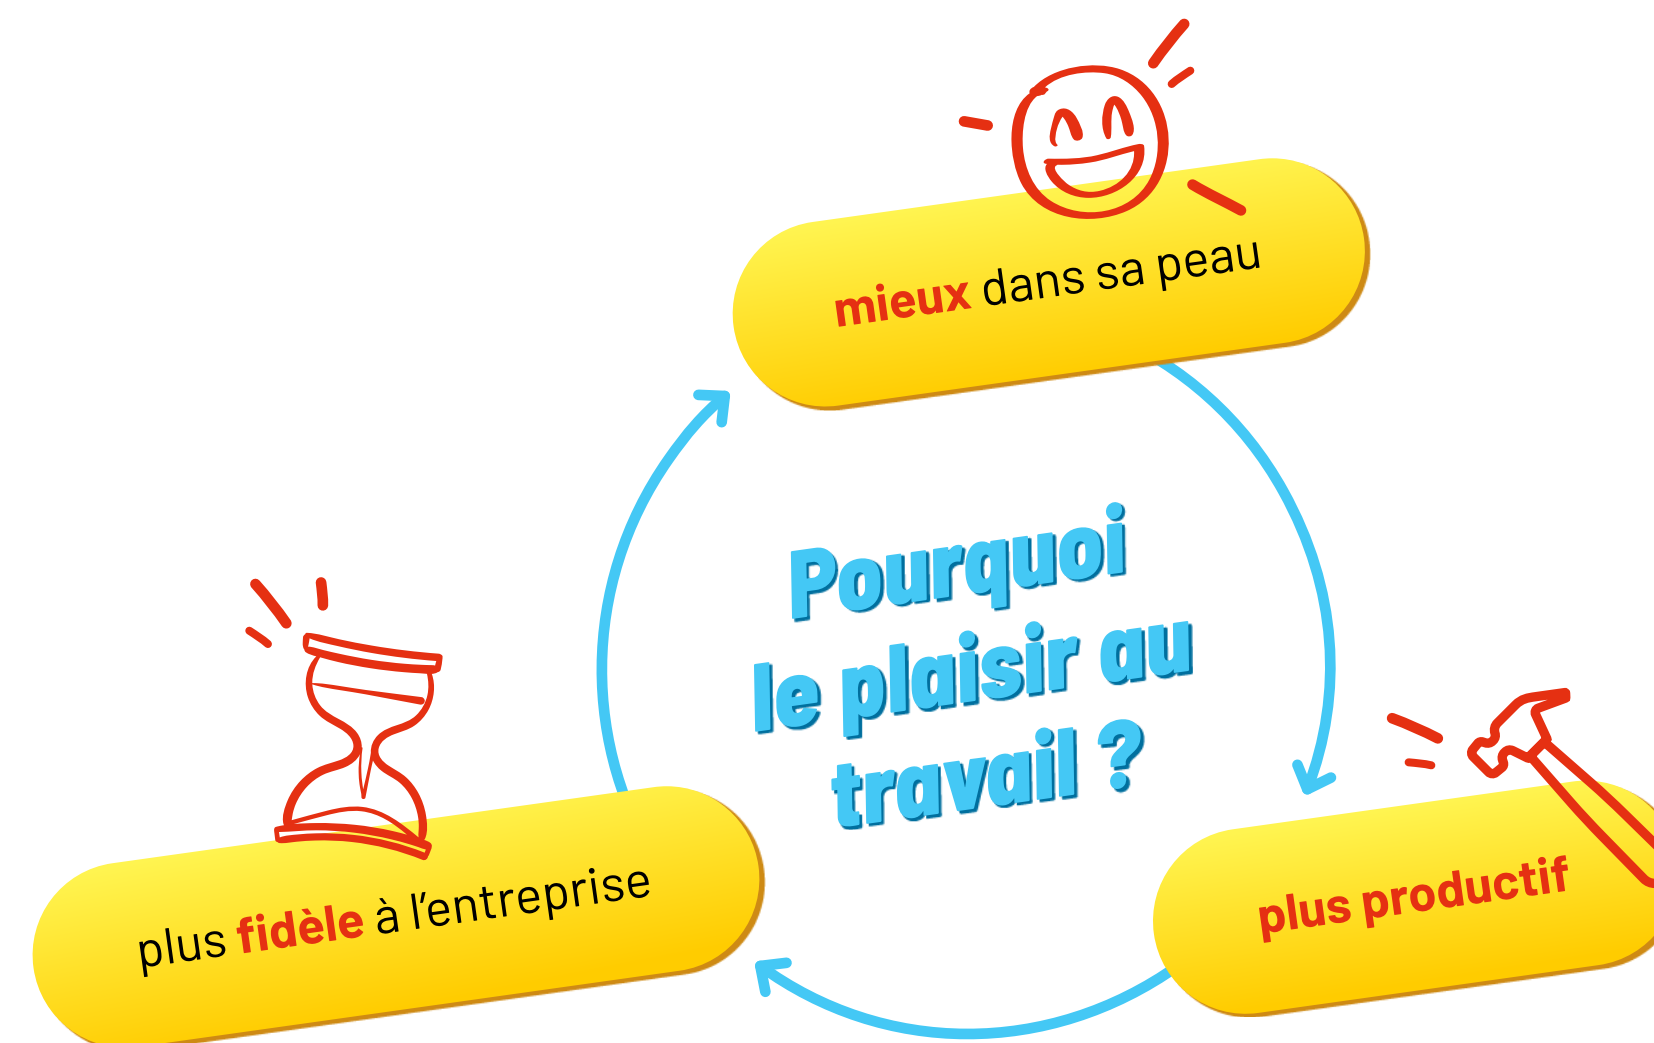 mieux dans sa peau
Pourquoi
le plaisir au
travail ?
plus fidèle à l'entreprise
plus productif